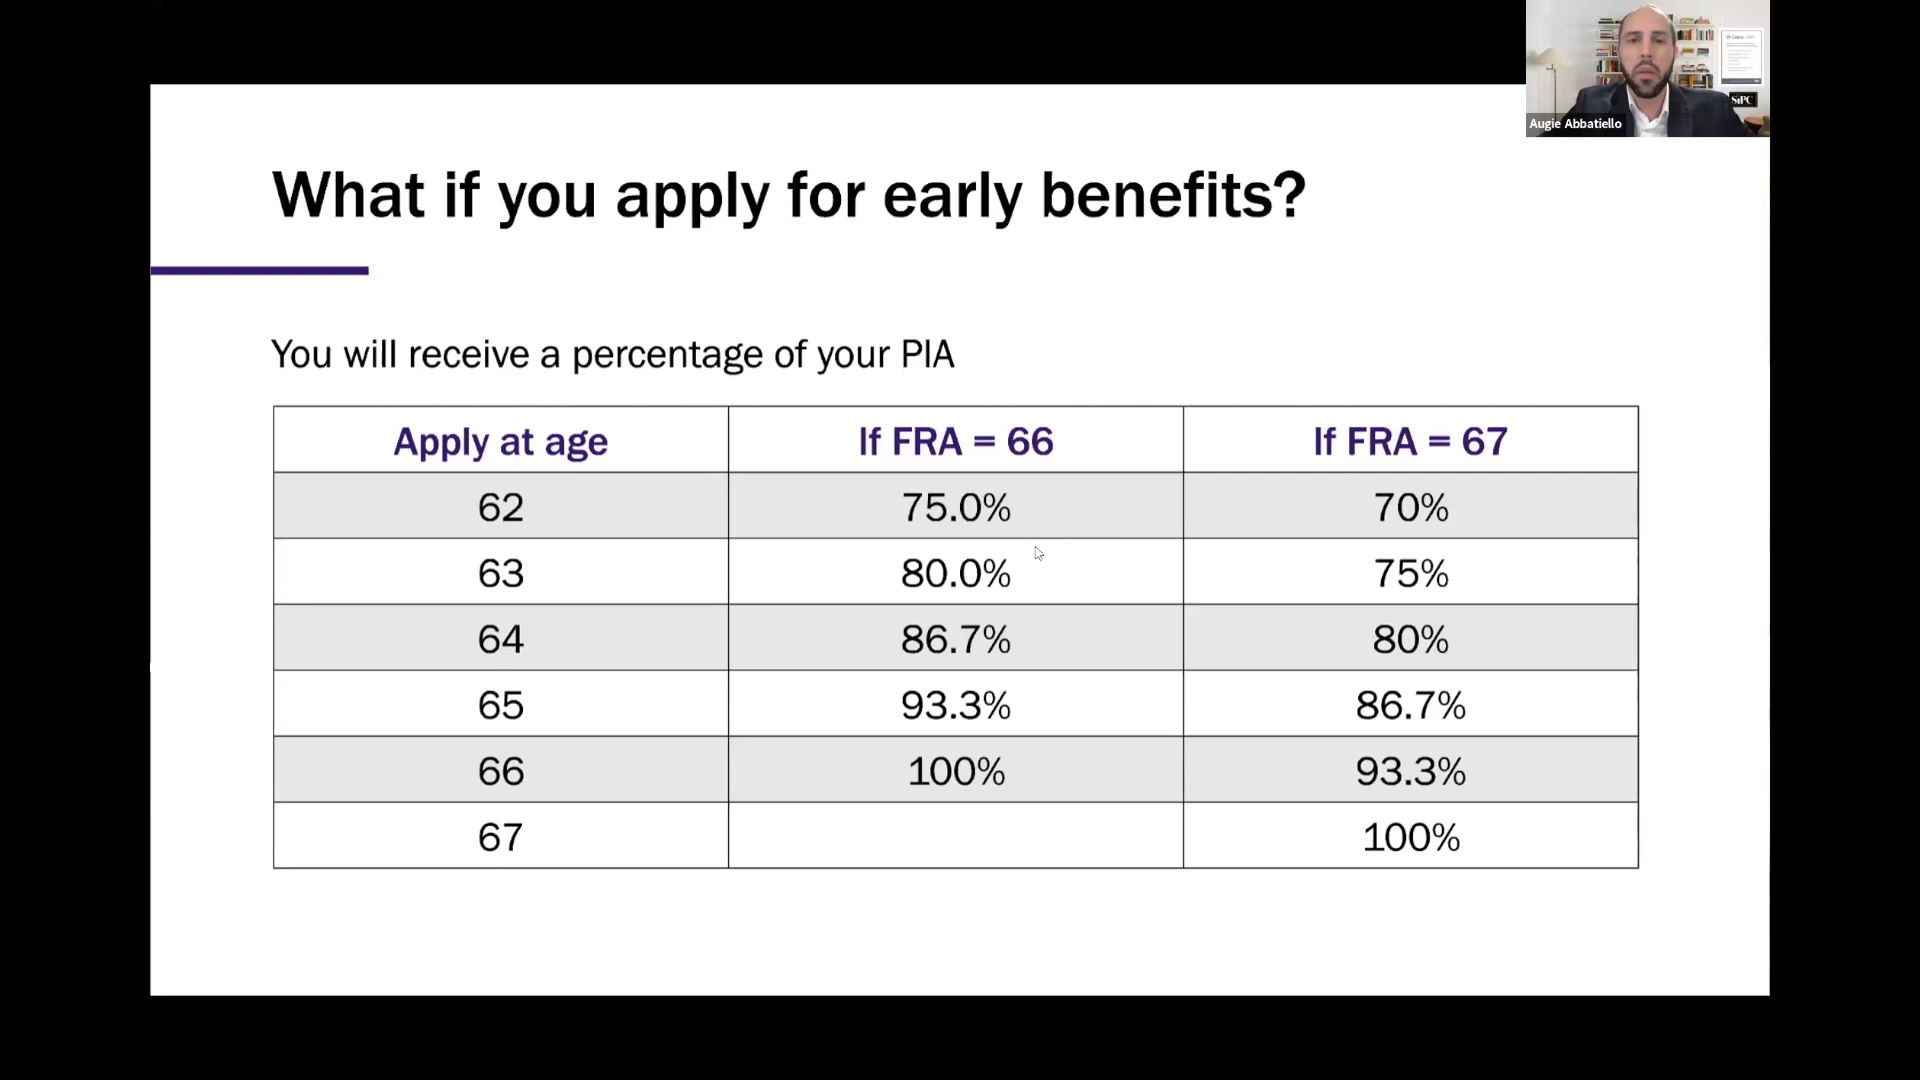 What if you apply for early benefits?
You will receive a percentage of your PIA
Apply at age If FRA = 66 If FRA = 67
62 75.0% 70%
63 80.0% 75%
64 86.7% 80%
65 93.3% 86.7%
66 100% 93.3%
67 100%
SIPC
Augie Abbatiello